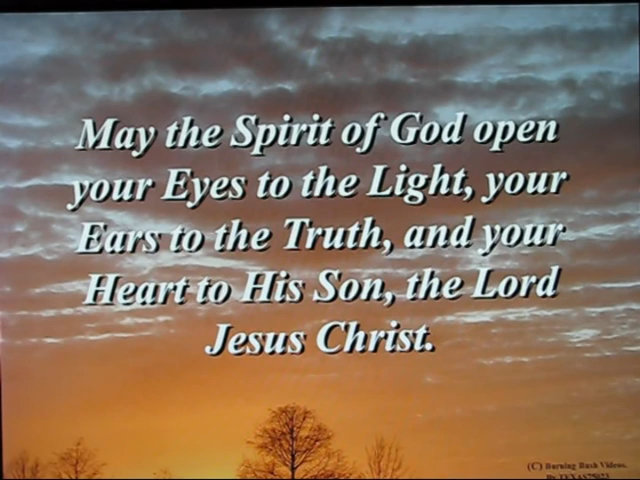 May the Spirit of God open
your Eyes to the Light, your
Ears to the Truth, and your
Heart to His Son, the Lord
Jesus Christ.
(C) Burning Bush Videos.